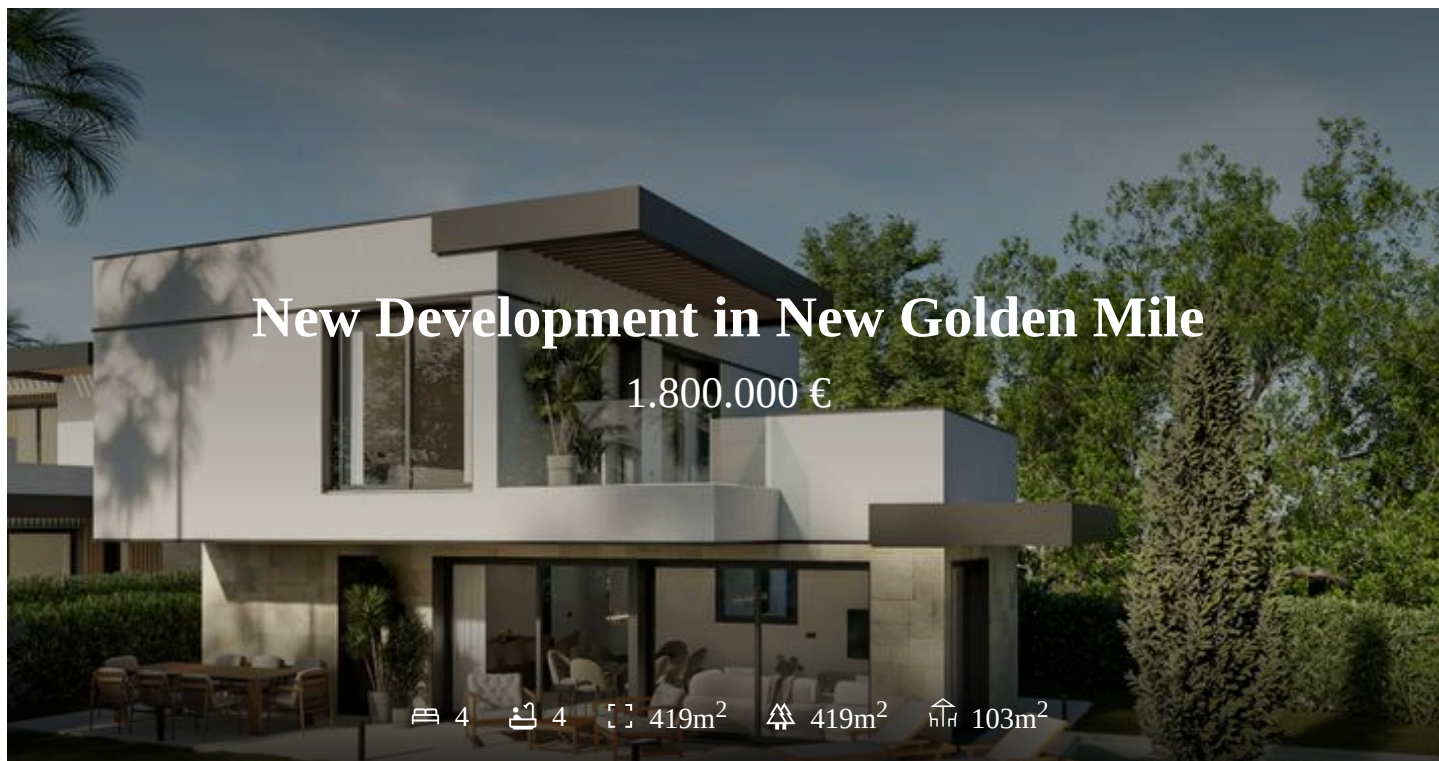 New Development in New Golden Mile
1.800.000 €
4 4 419m² 419m² 103m²